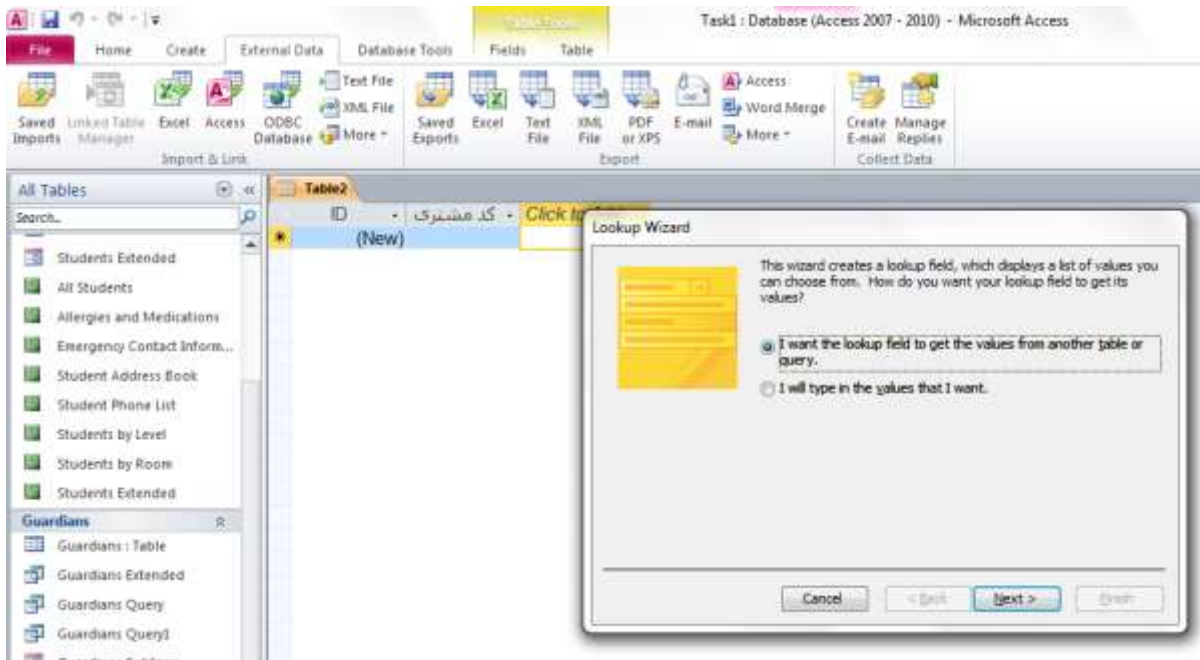 Task1 : Database (Access 2007 - 2010) - Microsoft Access
File Home Create External Data Database Tools Fields Table
Saved Imports
Linked Table Manager
Excel
Access
ODBC Database
Text File
XML File
More
Import & Link
Saved Exports
Excel
Text File
XML File
PDF or XPS
E-mail
Access
Word Merge
More
Export
Create E-mail
Manage Replies
Collect Data
All Tables
Search..
Students Extended
All Students
Allergies and Medications
Emergency Contact Inform...
Student Address Book
Student Phone List
Students by Level
Students by Room
Students Extended
Guardians
Guardians : Table
Guardians Extended
Guardians Query
Guardians Query1
Table2
ID کد مشتری Click to
(New)
Lookup Wizard
This wizard creates a lookup field, which displays a list of values you
can choose from. How do you want your lookup field to get its
values?
I want the lookup field to get the values from another table or
query.
I will type in the values that I want.
Cancel < Back Next > Finish